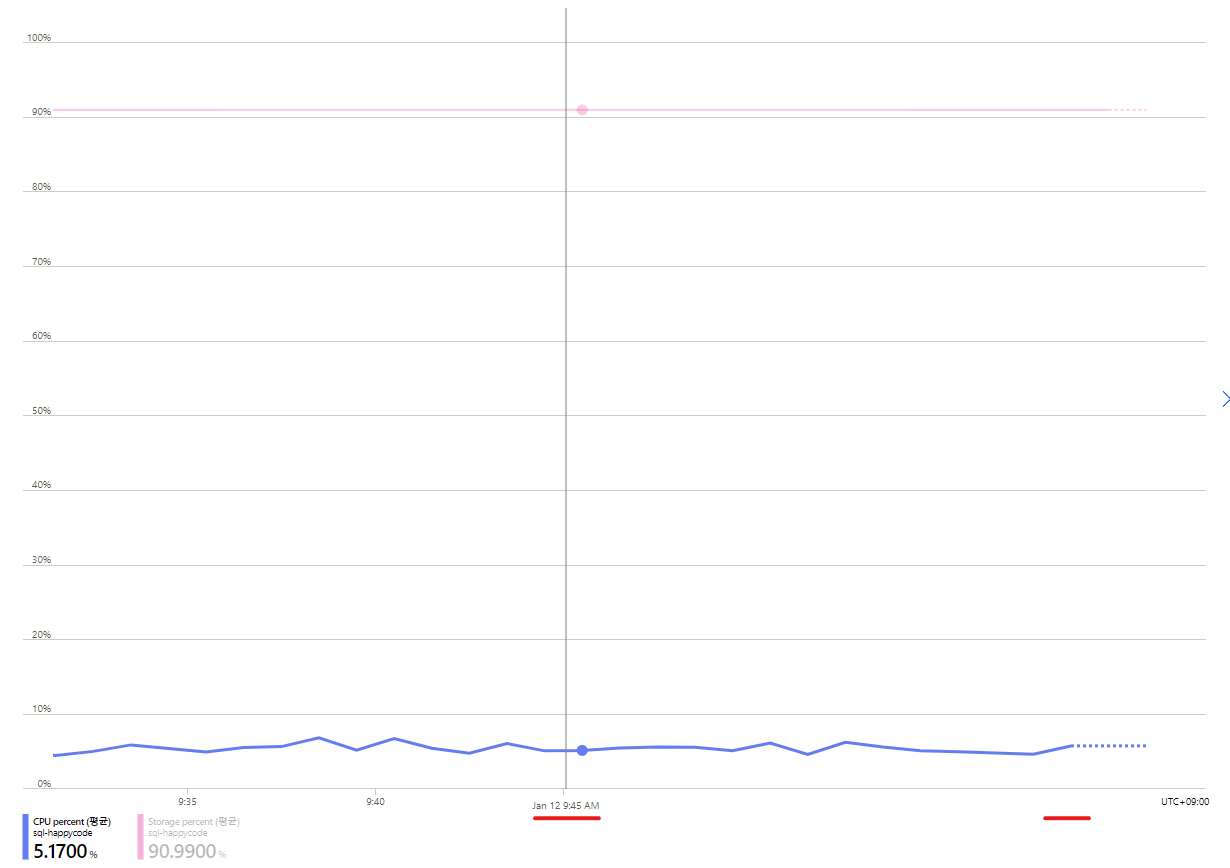 100%
90%
80%
70%
60%
50%
40%
30%
20%
10%
0%
9:35
9:40
Jan 12 9:45 AM
UTC+09:00
CPU percent (평균)
sql-happycode
5.1700 %
Storage percent (평균)
sql-happycode
90.9900 %